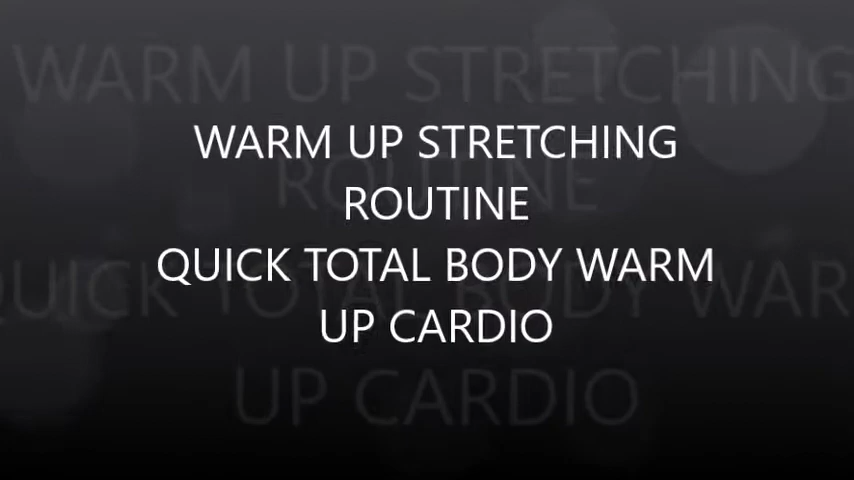 WARM UP STRETCHING
ROUTINE
QUICK TOTAL BODY WARM
UP CARDIO